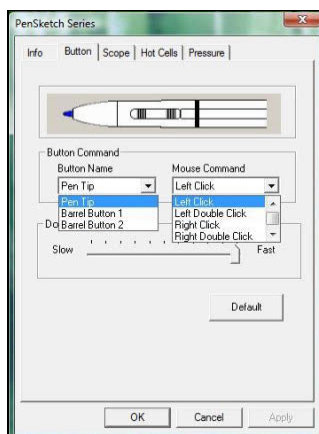 PenSketch Series
Info Button Scope Hot Cells Pressure
Button Command
Button Name Mouse Command
Pen Tip Left Click
Pen Tip Left Click
Barrel Button 1 Left Double Click
Barrel Button 2 Right Click
Right Double Click
Do
Slow Fast
Default
OK Cancel Apply